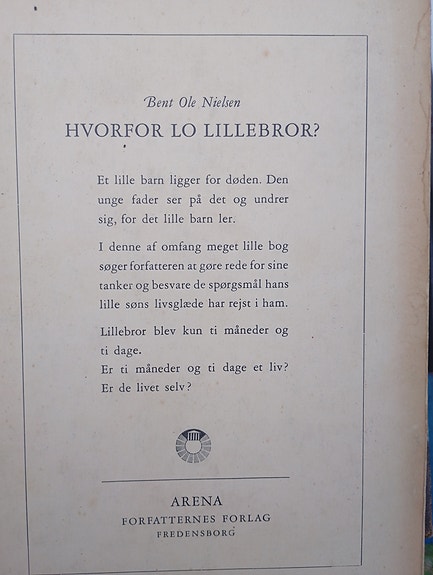 Bent Ole Nielsen
HVORFOR LO LILLEBROR?
Et lille barn ligger for døden. Den
unge fader ser på det og undrer
sig, for det lille barn ler.
I denne af omfang meget lille bog
søger forfatteren at gøre rede for sine
tanker og besvare de spørgsmål hans
lille søns livsglæde har rejst i ham.
Lillebror blev kun ti måneder og
ti dage.
Er ti måneder og ti dage et liv?
Er de livet selv?
ARENA
FORFATTERNES FORLAG
FREDENSBORG